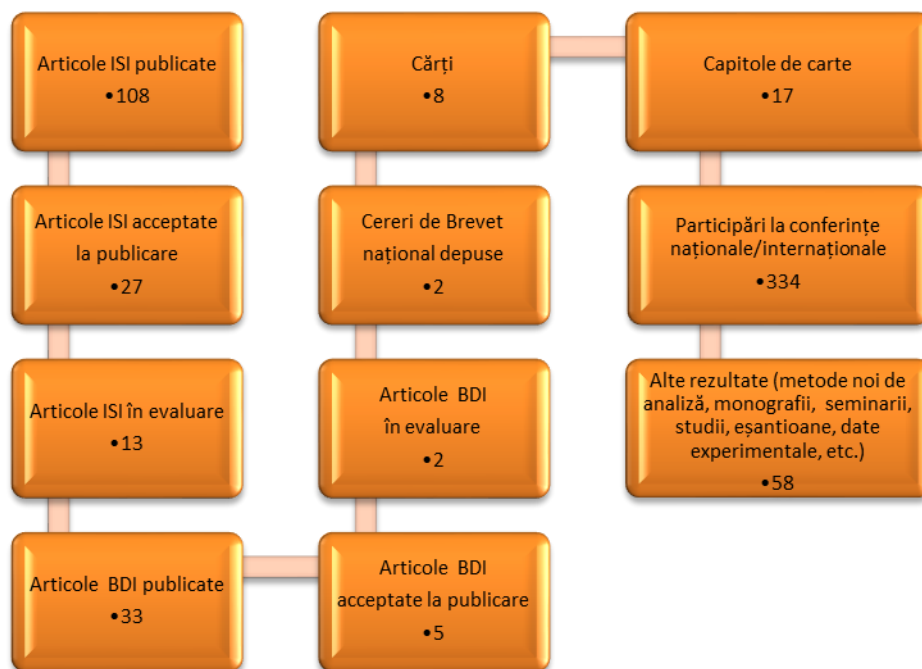 Articole ISI publicate
•108
Articole ISI acceptate
la publicare
•27
Articole ISI în evaluare
•13
Articole BDI publicate
•33
Articole BDI
acceptate la publicare
•5
Articole BDI
în evaluare
•2
Cereri de Brevet
național depuse
•2
Cărți
•8
Capitole de carte
•17
Participări la conferințe
naționale/internaționale
•334
Alte rezultate (metode noi de
analiză, monografii, seminarii,
studii, eșantioane, date
experimentale, etc.)
•58